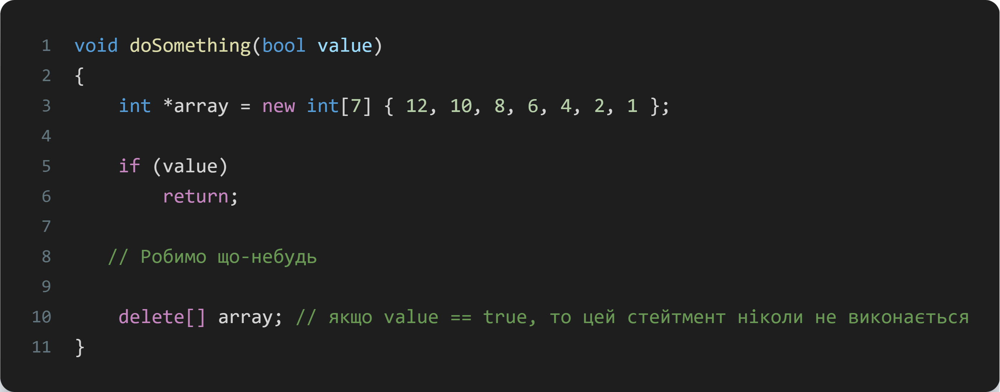 1 void doSomething(bool value)
2 {
3 int *array = new int[7] { 12, 10, 8, 6, 4, 2, 1 };
4
5 if (value)
6 return;
7
8 // Робимо що-небудь
9
10 delete[] array; // якщо value == true, то цей стейтмент ніколи не виконається
11 }